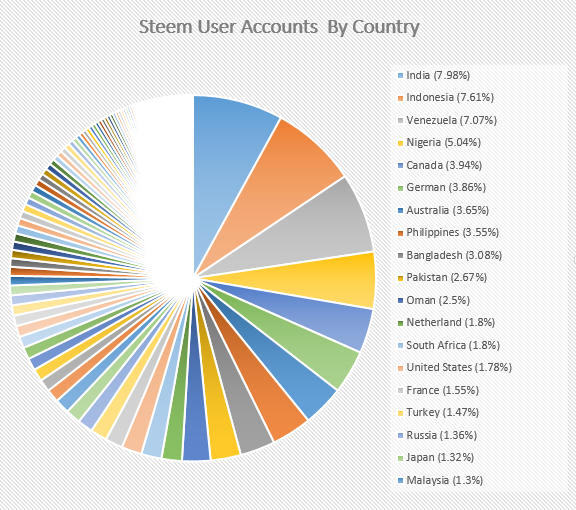 Steem User Accounts By Country
India (7.98%)
Indonesia (7.61%)
Venezuela (7.07%)
Nigeria (5.04%)
Canada (3.94%)
German (3.86%)
Australia (3.65%)
Philippines (3.55%)
Bangladesh (3.08%)
Pakistan (2.67%)
Oman (2.5%)
Netherland (1.8%)
South Africa (1.8%)
United States (1.78%)
France (1.55%)
Turkey (1.47%)
Russia (1.36%)
Japan (1.32%)
Malaysia (1.3%)